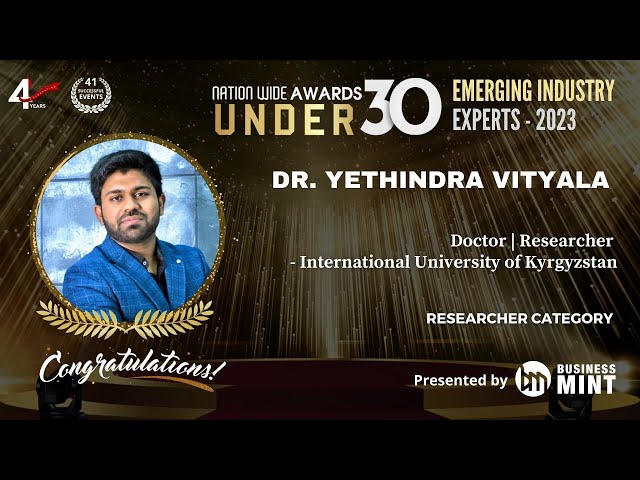 4
YEARS
41
SUCCESSFUL
EVENTS
NATION WIDE AWARDS
UNDER 30
EMERGING INDUSTRY
EXPERTS - 2023
DR. YETHINDRA VITYALA
Doctor | Researcher
- International University of Kyrgyzstan
RESEARCHER CATEGORY
Congratulations!
Presented by bm BUSINESS
MINT